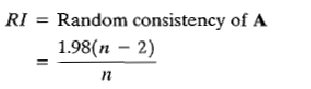 RI = Random consistency of A
= 1.98(n − 2) / n